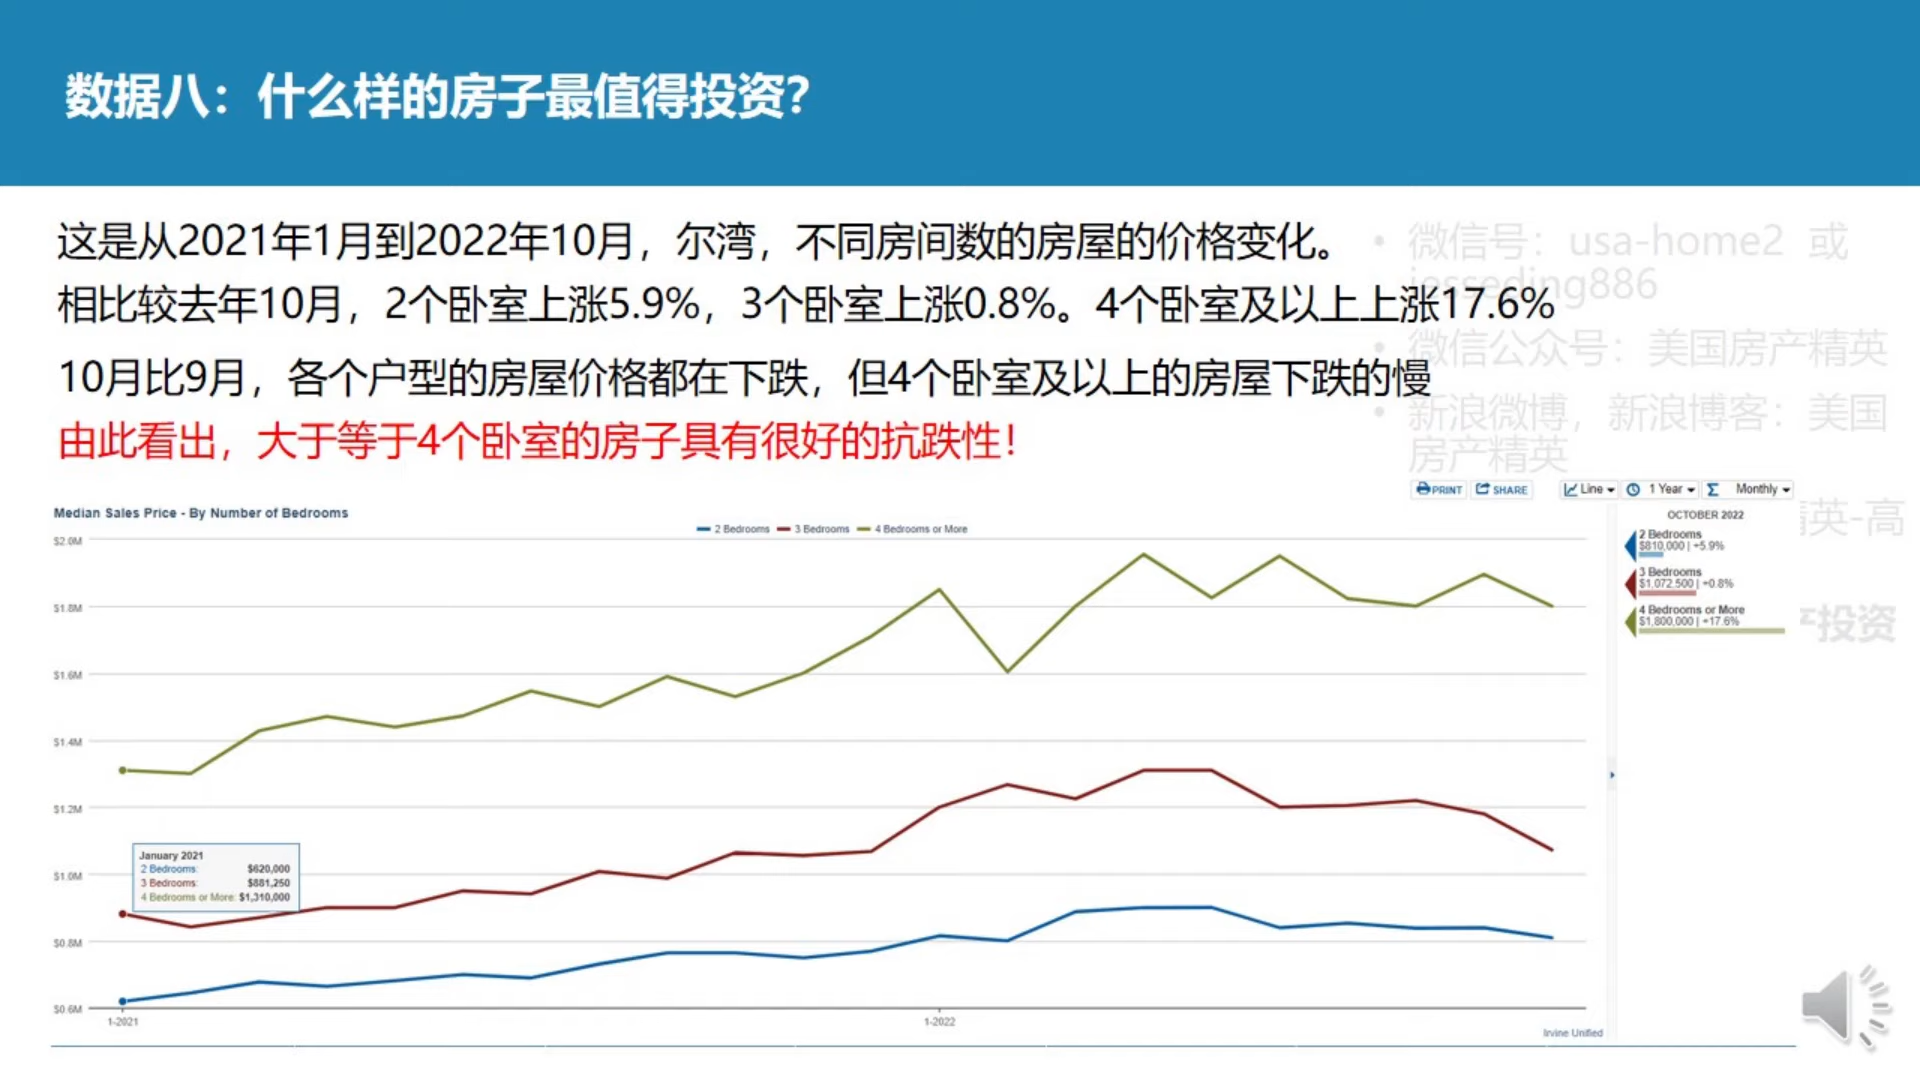 数据八：什么样的房子最值得投资?
这是从2021年1月到2022年10月，尔湾，不同房间数的房屋的价格变化。
相比较去年10月，2个卧室上涨5.9%，3个卧室上涨0.8%。4个卧室及以上上涨17.6%
10月比9月，各个户型的房屋价格都在下跌，但4个卧室及以上的房屋下跌的慢
由此看出，大于等于4个卧室的房子具有很好的抗跌性！
• 微信号：usa-home2 或
jesseding886
• 微信公众号：美国房产精英
• 新浪微博，新浪博客：美国
房产精英
英-高
投资
PRINT SHARE Line 1 Year Monthly
Median Sales Price - By Number of Bedrooms
2 Bedrooms 3 Bedrooms 4 Bedrooms or More
OCTOBER 2022
2 Bedrooms
$810,000 | +5.9%
3 Bedrooms
$1,072,500 | +0.8%
4 Bedrooms or More
$1,800,000 | +17.6%
$2.0M
$1.8M
$1.6M
$1.4M
$1.2M
$1.0M
$0.8M
$0.6M
January 2021
2 Bedrooms: $620,000
3 Bedrooms: $881,250
4 Bedrooms or More: $1,310,000
1-2021 1-2022
Irvine Unified